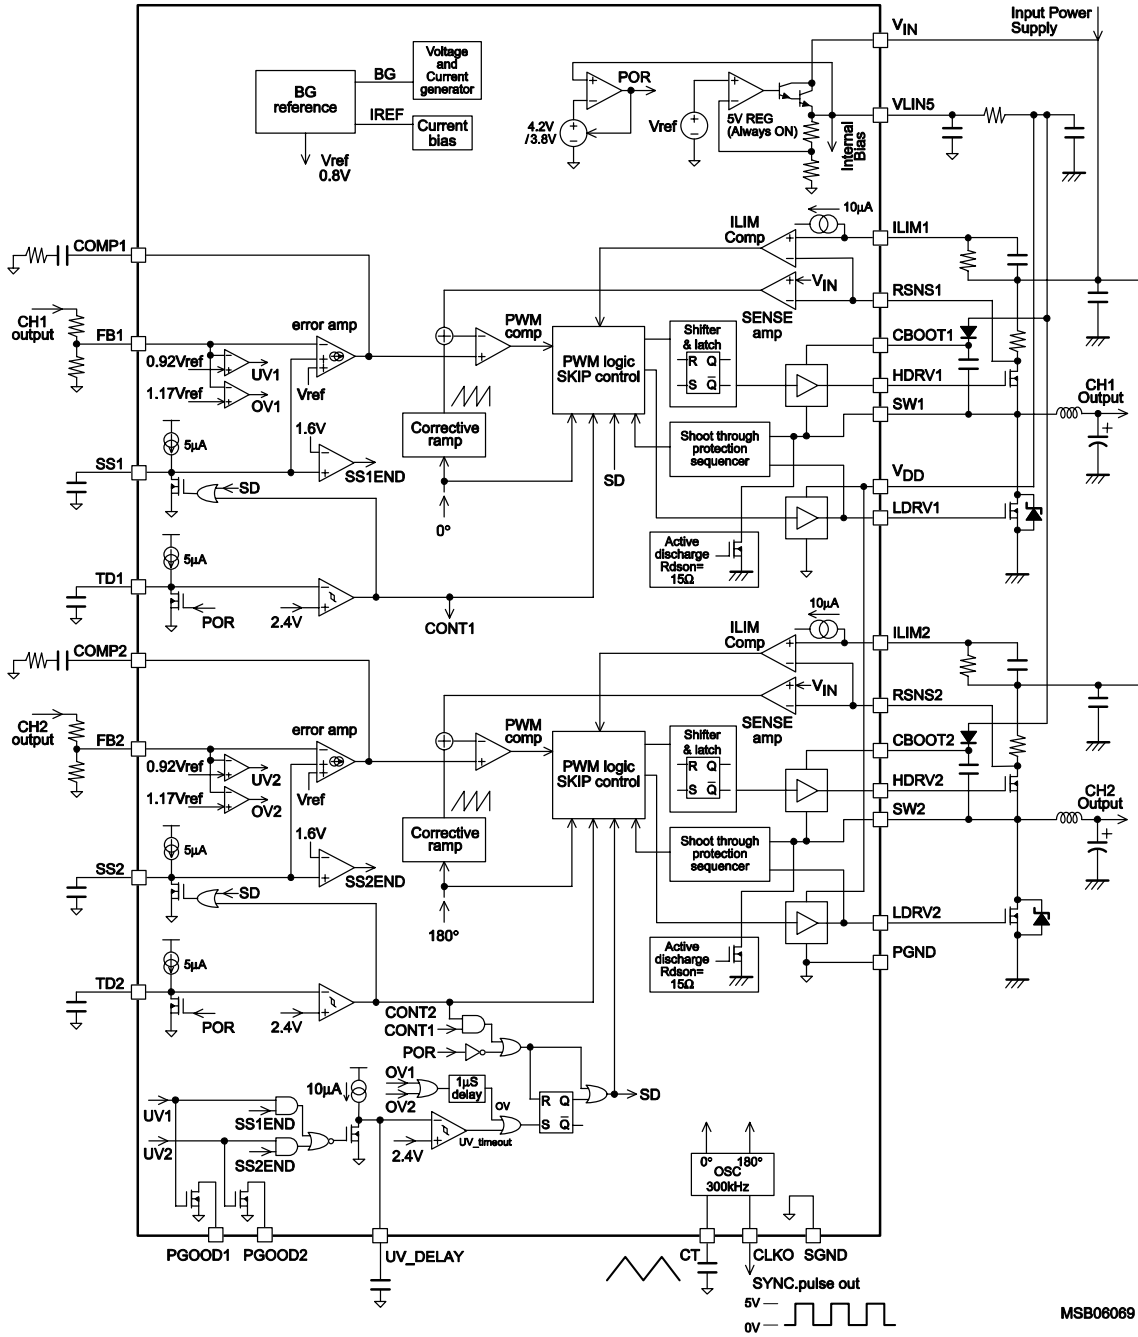 Input Power
Supply
VIN
Voltage
and
Current
generator
BG
BG
reference
IREF
Current
bias
Vref
0.8V
POR
4.2V
/3.8V
Vref
5V REG
(Always ON)
Internal
Bias
VLIN5
10μA
ILIM
Comp
ILIM1
COMP1
VIN
RSNS1
SENSE
amp
CH1
output
FB1
error amp
PWM
comp
PWM logic
SKIP control
Shifter
& latch
R Q
S Q
CBOOT1
0.92Vref
UV1
HDRV1
1.17Vref
OV1
Vref
SW1
CH1
Output
1.6V
Corrective
ramp
Shoot through
protection
sequencer
5μA
SS1
SS1END
SD
SD
VDD
0°
LDRV1
Active
discharge
Rdson=
15Ω
5μA
TD1
POR
2.4V
CONT1
10μA
ILIM
Comp
ILIM2
COMP2
VIN
RSNS2
SENSE
amp
CH2
output
FB2
error amp
PWM
comp
PWM logic
SKIP control
Shifter
& latch
R Q
S Q
CBOOT2
0.92Vref
UV2
HDRV2
1.17Vref
OV2
Vref
SW2
CH2
Output
1.6V
Corrective
ramp
Shoot through
protection
sequencer
5μA
SS2
SS2END
SD
180°
LDRV2
Active
discharge
Rdson=
15Ω
PGND
5μA
TD2
POR
2.4V
CONT2
CONT1
POR
OV1
OV2
1μS
delay
OV
R Q
S Q
SD
10μA
UV1
SS1END
UV2
SS2END
2.4V
UV_timeout
0° 180°
OSC
300kHz
PGOOD1
PGOOD2
UV_DELAY
CT
CLKO
SGND
SYNC.pulse out
5V
0V
MSB06069